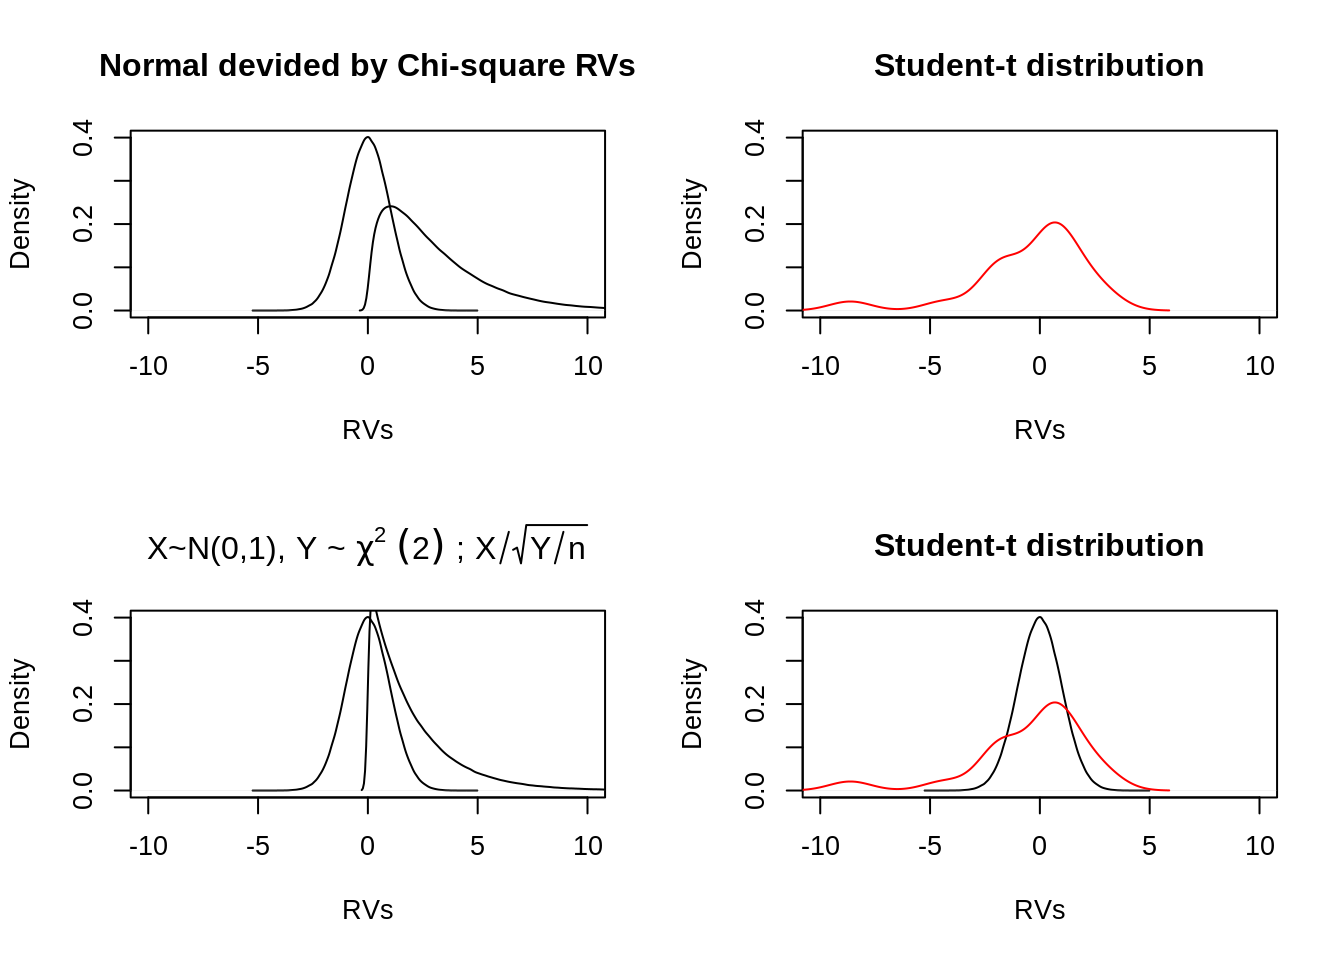 Normal devided by Chi-square RVs
Density
0.0 0.2 0.4
-10 -5 0 5 10
RVs
Student-t distribution
Density
0.0 0.2 0.4
-10 -5 0 5 10
RVs
X~N(0,1), Y ~ χ² (2) ; X/√Y/n
Density
0.0 0.2 0.4
-10 -5 0 5 10
RVs
Student-t distribution
Density
0.0 0.2 0.4
-10 -5 0 5 10
RVs